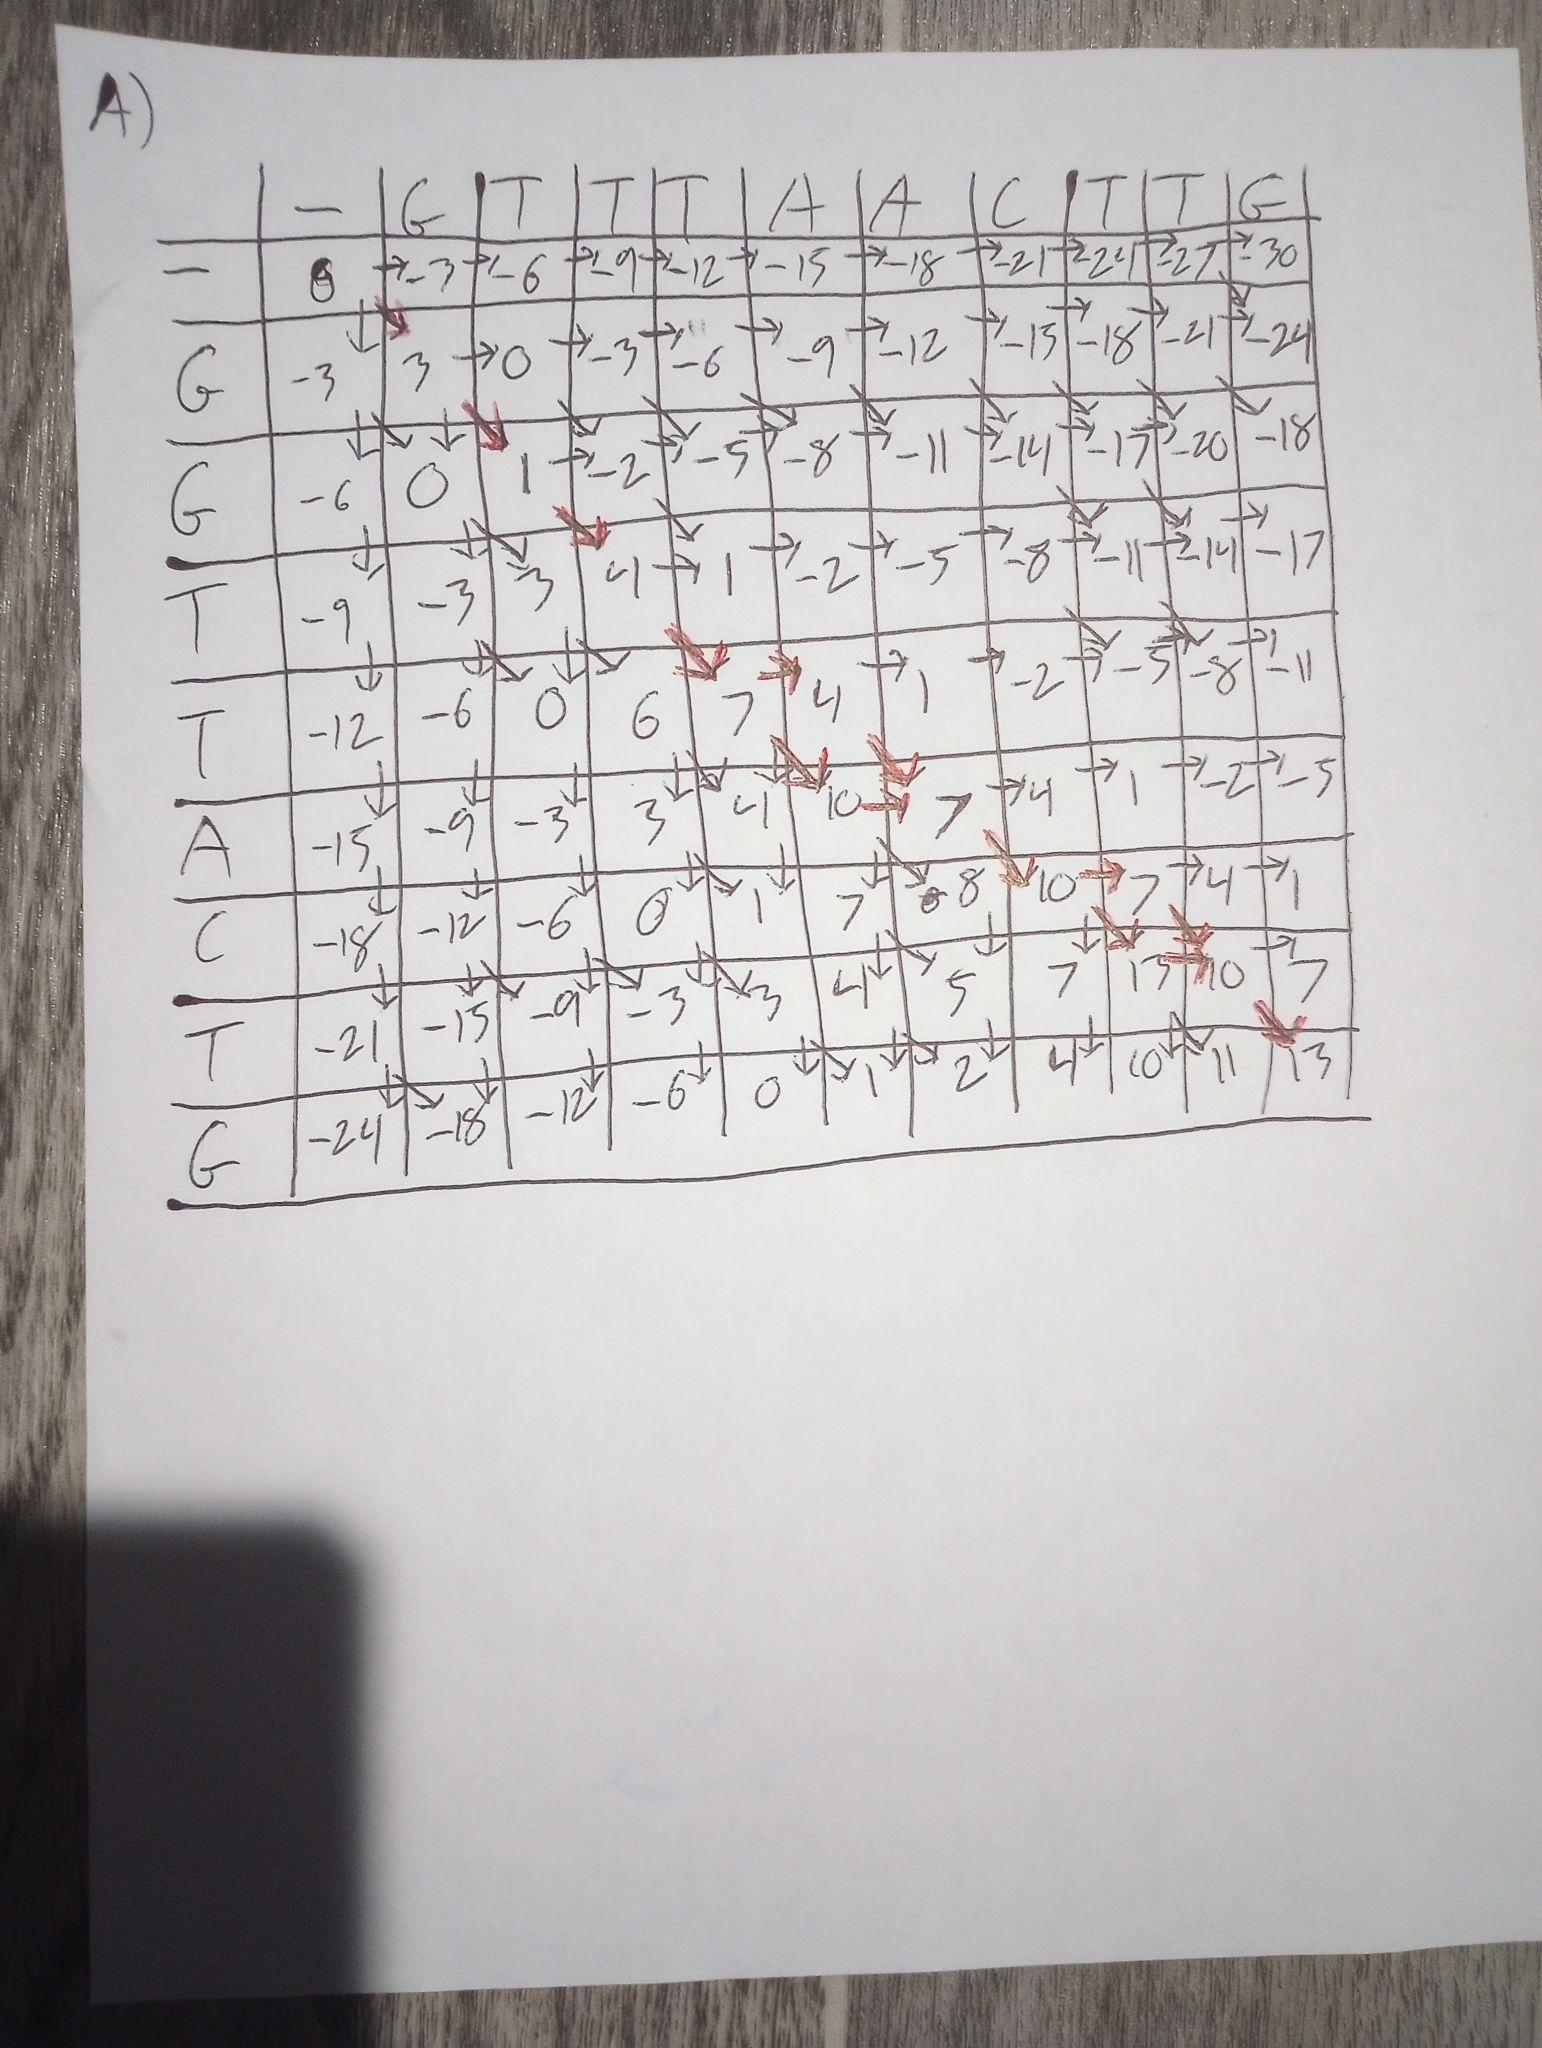 A)
- G T T T A A C T T G
- 0 →-3 →-6 →-9 →-12 →-15 →-18 →-21 →-24 →-27 →-30
G -3 3 →0 →-3 →-6 →-9 →-12 →-15 →-18 →-21 →-24
G -6 0 1 →-2 →-5 →-8 →-11 →-14 →-17 →-20 -18
T -9 -3 3 4 →1 →-2 →-5 →-8 →-11 →-14 →-17
T -12 -6 0 6 7 →4 →1 →-2 →-5 →-8 →-11
A -15 -9 -3 3 4 10 →7 →4 →1 →-2 →-5
C -18 -12 -6 0 1 7 8 10 →7 →4 →1
T -21 -15 -9 -3 3 4 5 7 13 →10 →7
G -24 -18 -12 -6 0 1 2 4 10 11 13